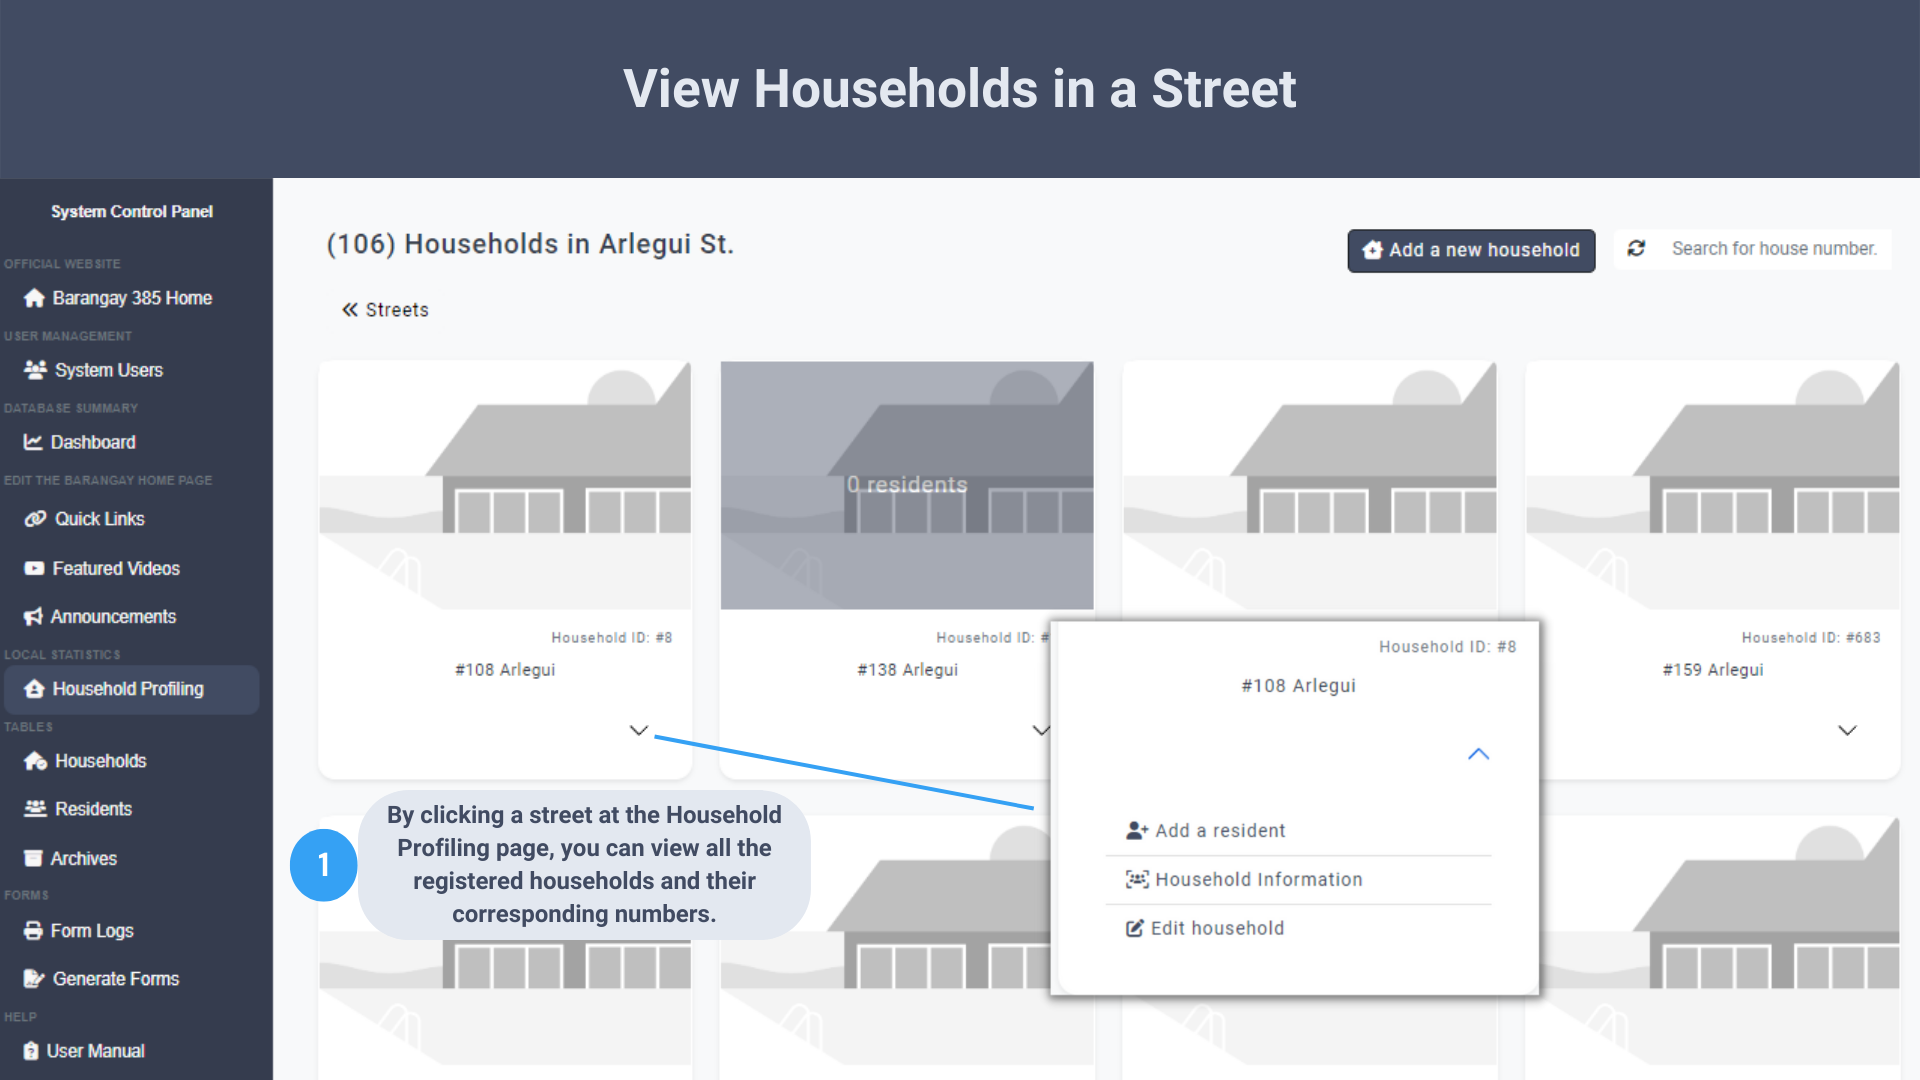 View Households in a Street
System Control Panel
OFFICIAL WEBSITE
Barangay 385 Home
USER MANAGEMENT
System Users
DATABASE SUMMARY
Dashboard
EDIT THE BARANGAY HOME PAGE
Quick Links
Featured Videos
Announcements
LOCAL STATISTICS
Household Profiling
TABLES
Households
Residents
Archives
FORMS
Form Logs
Generate Forms
HELP
User Manual
(106) Households in Arlegui St.
Add a new household
Search for house number.
Streets
0 residents
Household ID: #8
#108 Arlegui
Household ID: #
#138 Arlegui
Household ID: #683
#159 Arlegui
Household ID: #8
#108 Arlegui
Add a resident
Household Information
Edit household
1
By clicking a street at the Household
Profiling page, you can view all the
registered households and their
corresponding numbers.